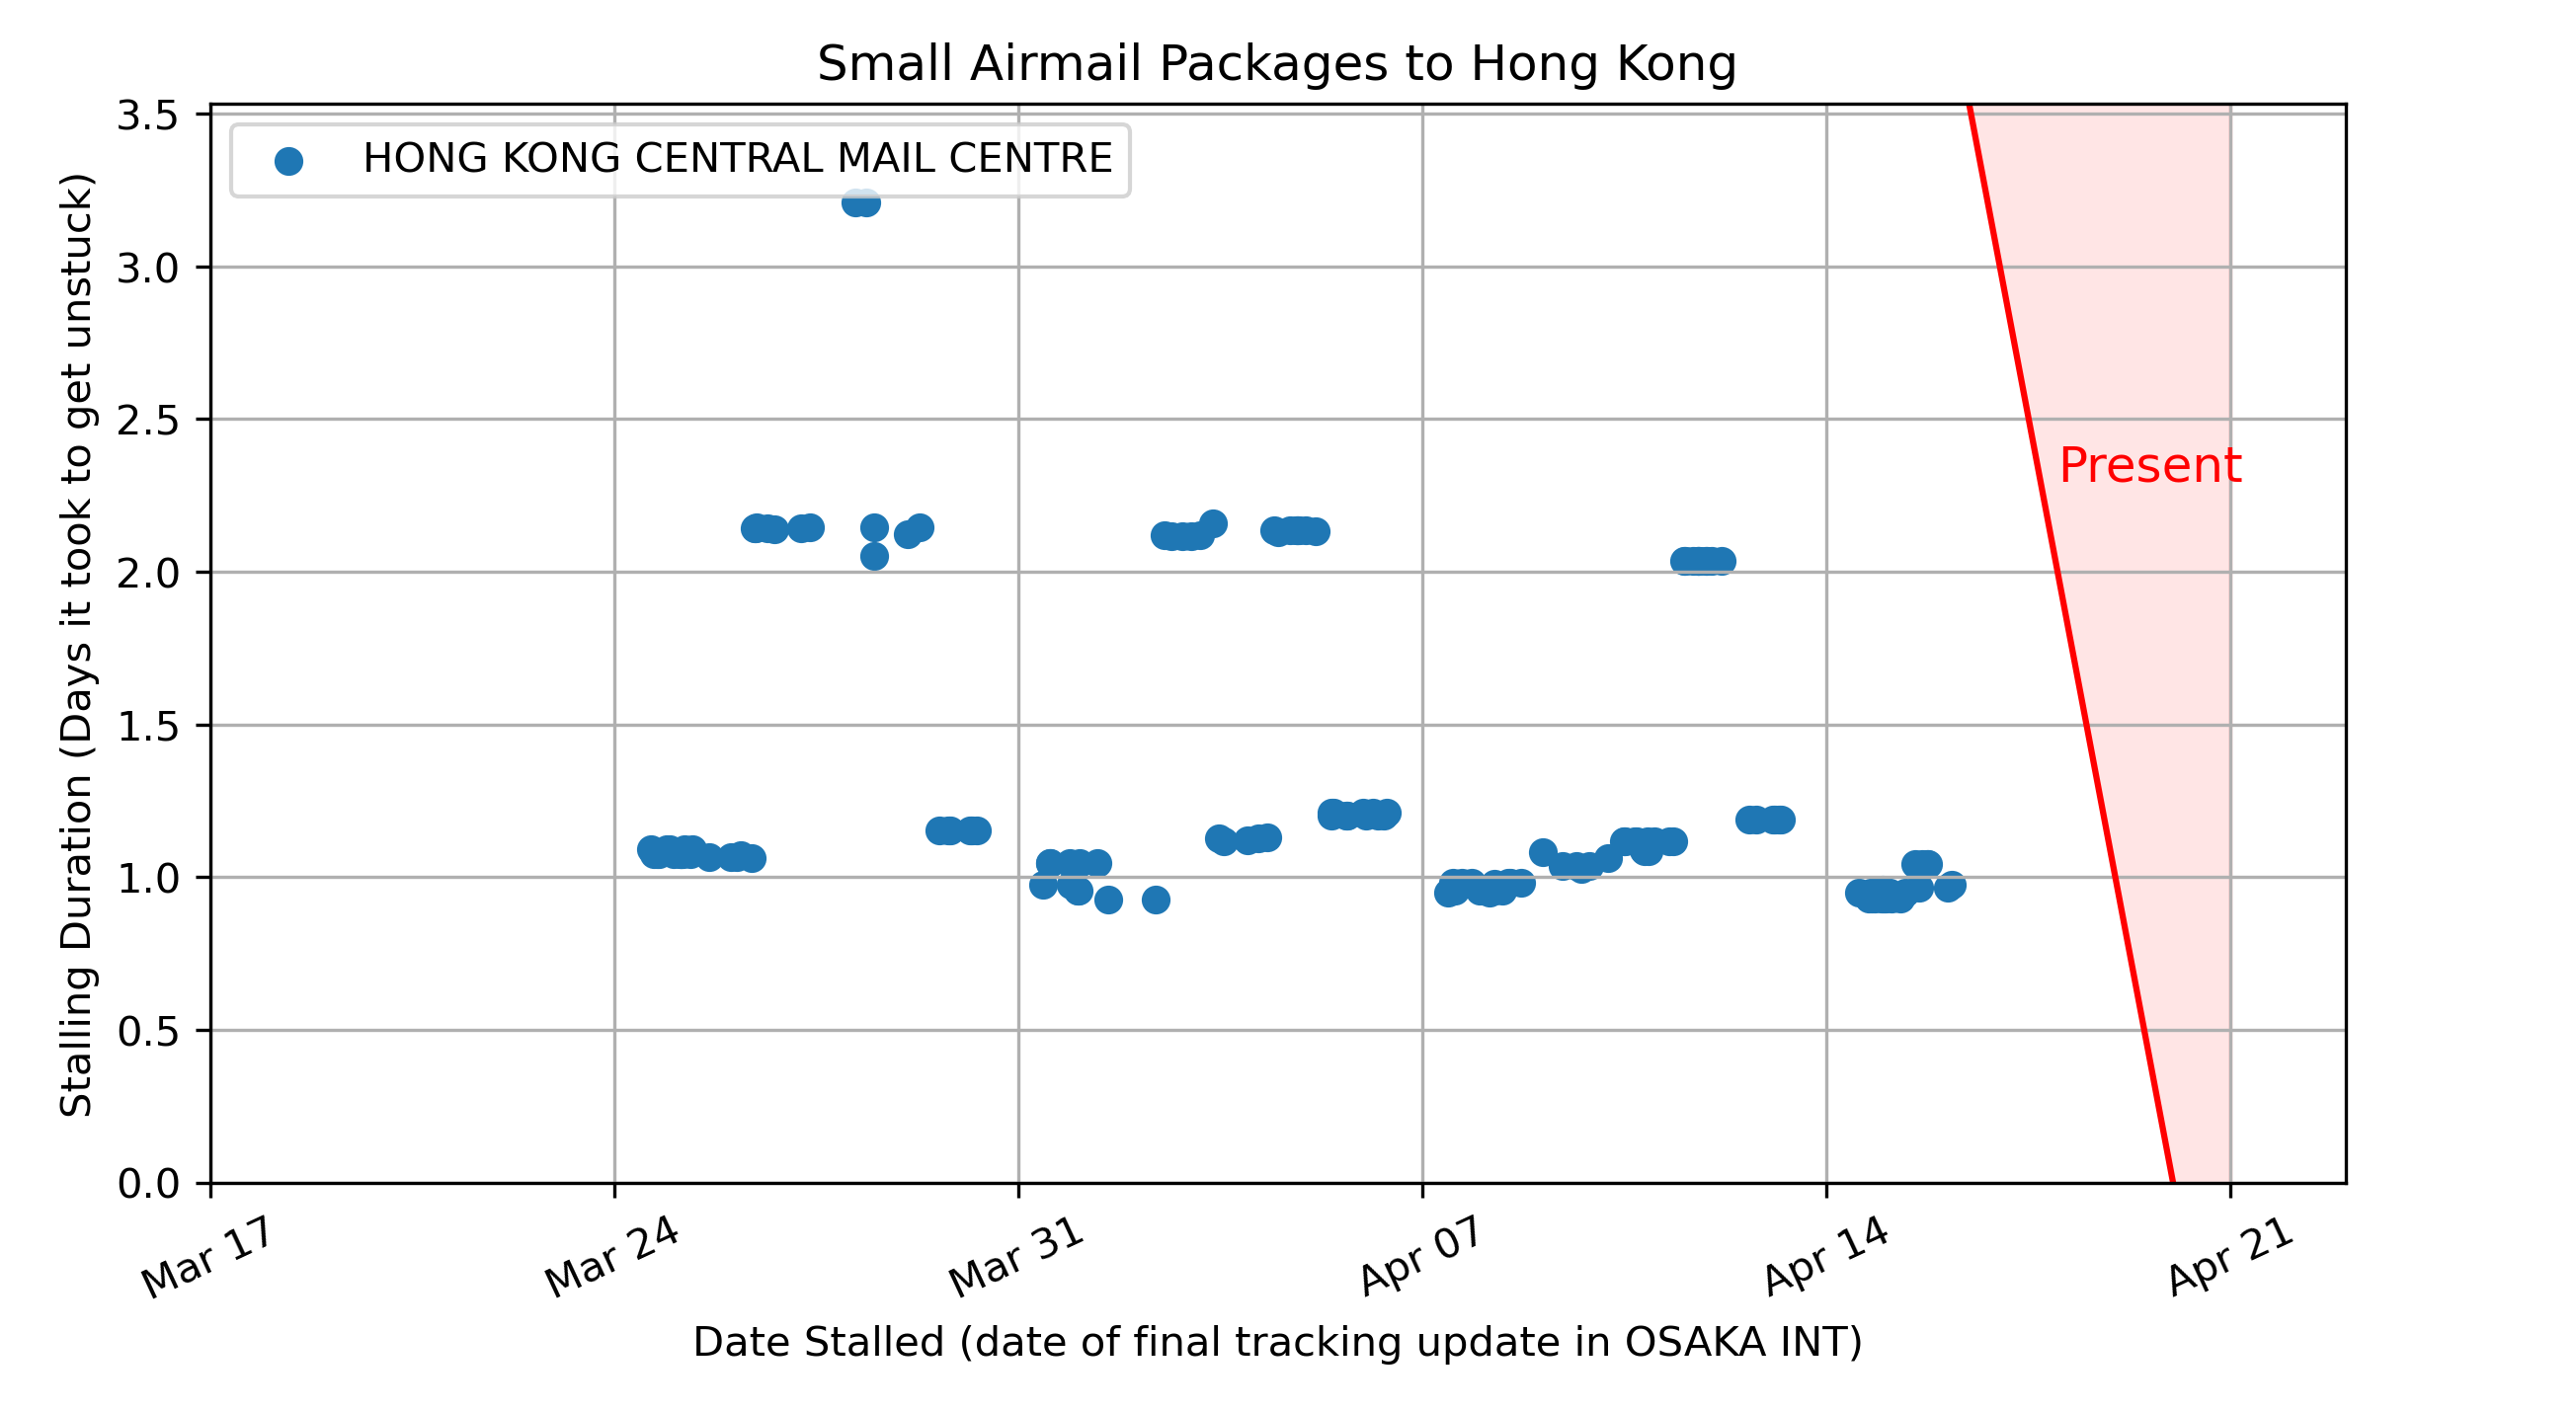 Small Airmail Packages to Hong Kong
HONG KONG CENTRAL MAIL CENTRE
Stalling Duration (Days it took to get unstuck)
3.5
3.0
2.5
2.0
1.5
1.0
0.5
0.0
Present
Mar 17
Mar 24
Mar 31
Apr 07
Apr 14
Apr 21
Date Stalled (date of final tracking update in OSAKA INT)